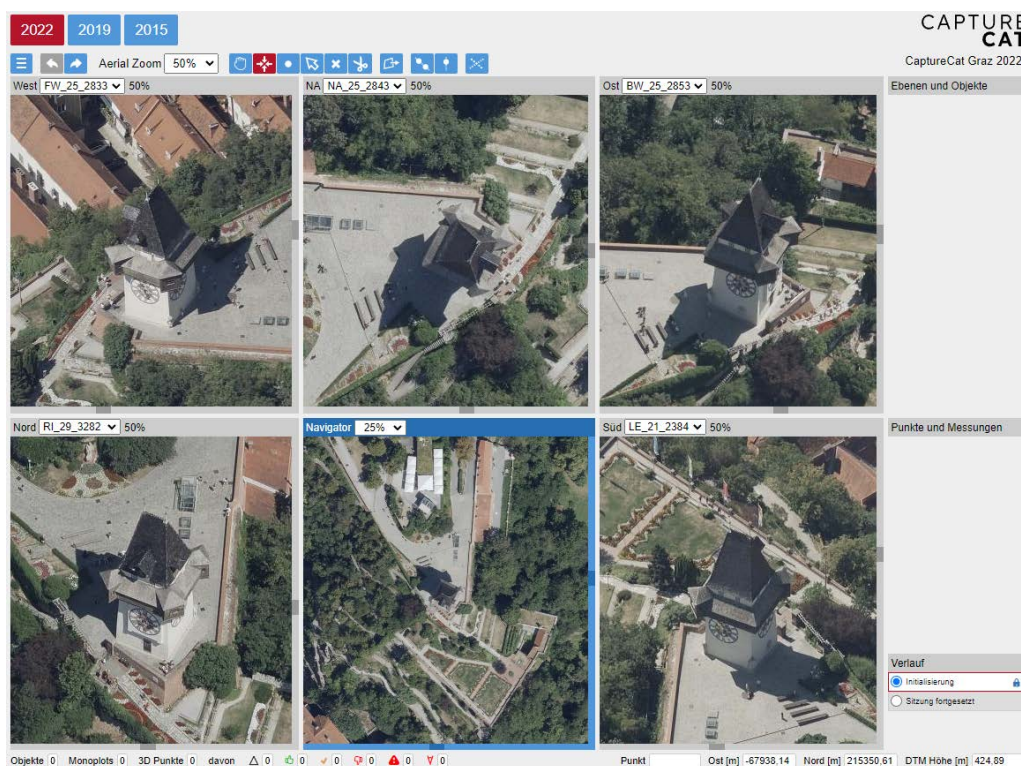 2022 2019 2015
CAPTURE
CAT
Aerial Zoom 50%
CaptureCat Graz 2022
West FW_25_2833 50%
NA NA_25_2843 50%
Ost BW_25_2853 50%
Ebenen und Objekte
Nord RI_29_3282 50%
Navigator 25%
Süd LE_21_2384 50%
Punkte und Messungen
Verlauf
Initialisierung
Sitzung fortgesetzt
Objekte 0 Monoplots 0 3D Punkte 0 davon 0 0 0 0 0 0 Punkt Ost [m] -67938,14 Nord [m] 215350,61 DTM Höhe [m] 424,89